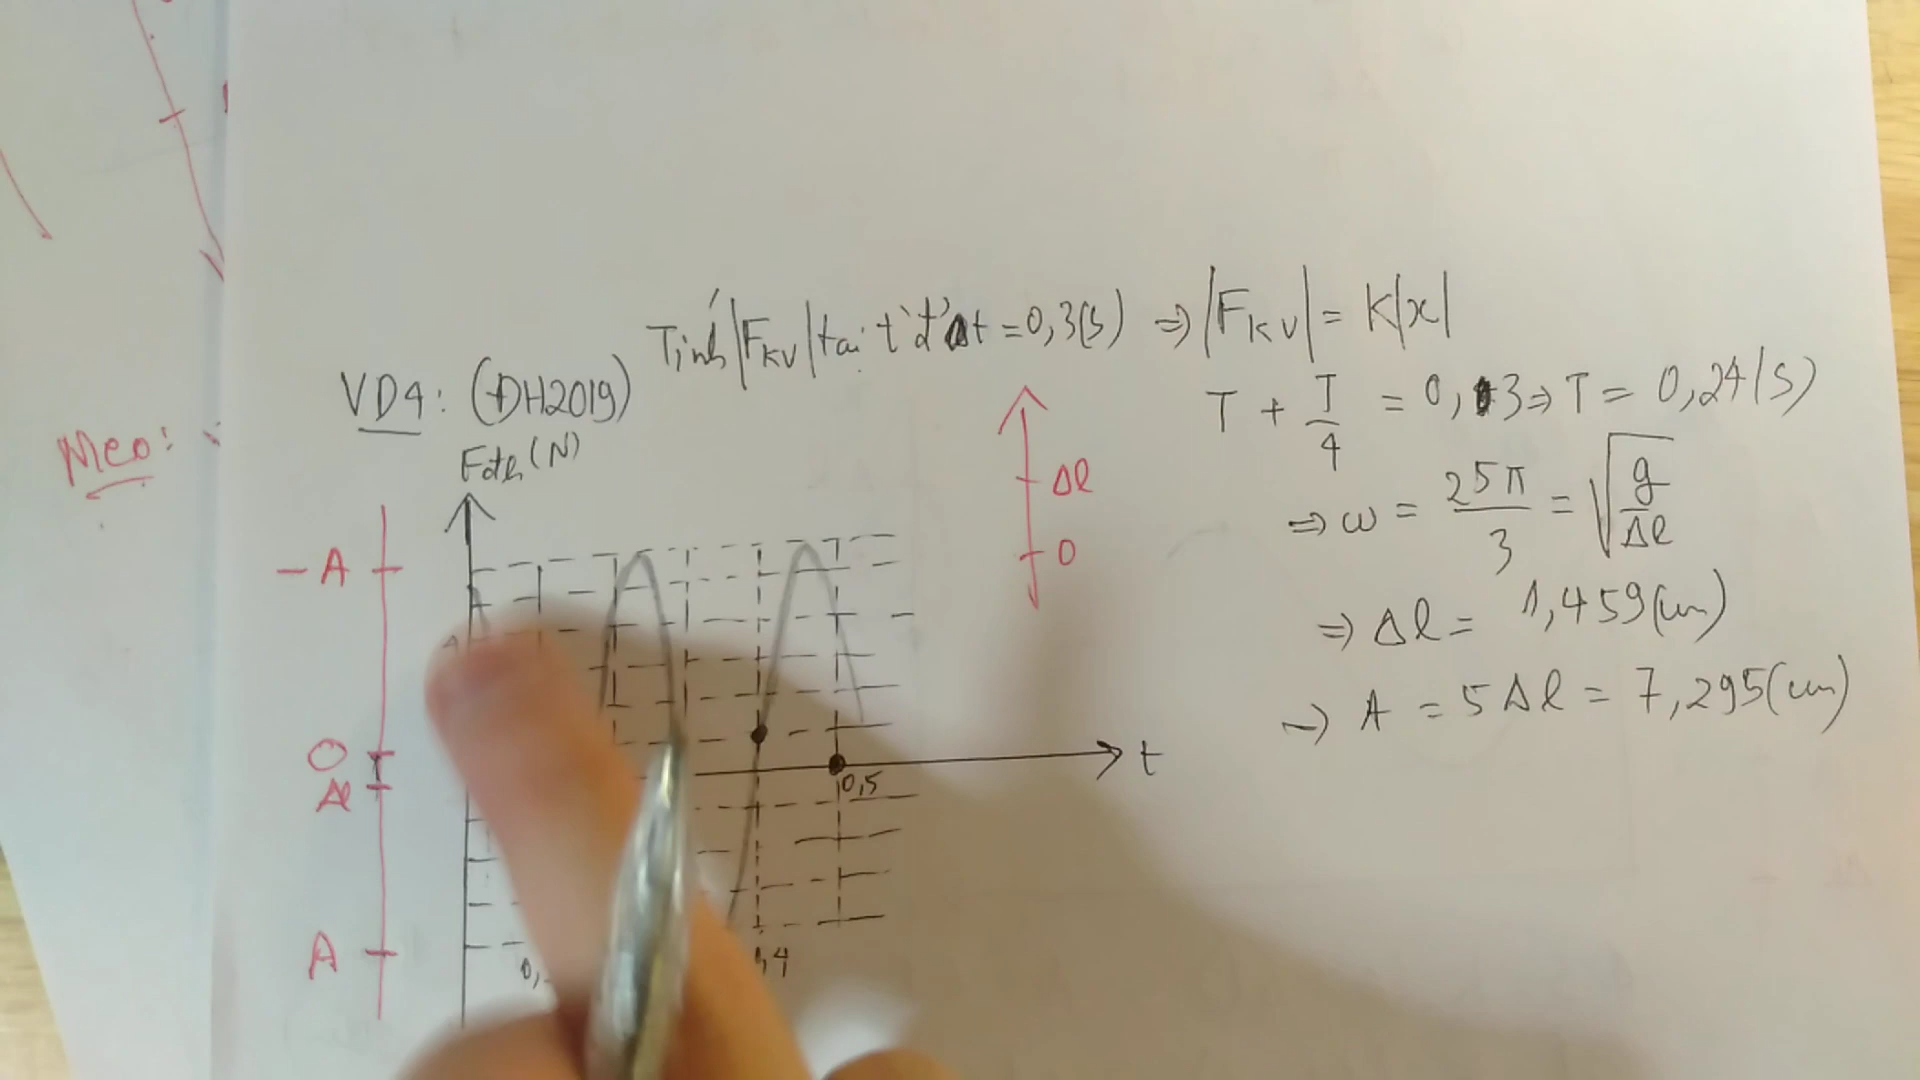 Tính |FKV| tại t'đ' Δt = 0,3(s) ⇒ |FKV| = K|x|
VD4: (ĐH2019)
T + T/4 = 0,3 ⇒ T = 0,24(s)
Mẹo:
Fđh(N)
Δl
⇒ ω = 25π/3 = √(g/Δl)
-A
O
⇒ Δl = 1,459(cm)
→ A = 5Δl = 7,295(cm)
O
t
Δl
0,5
A